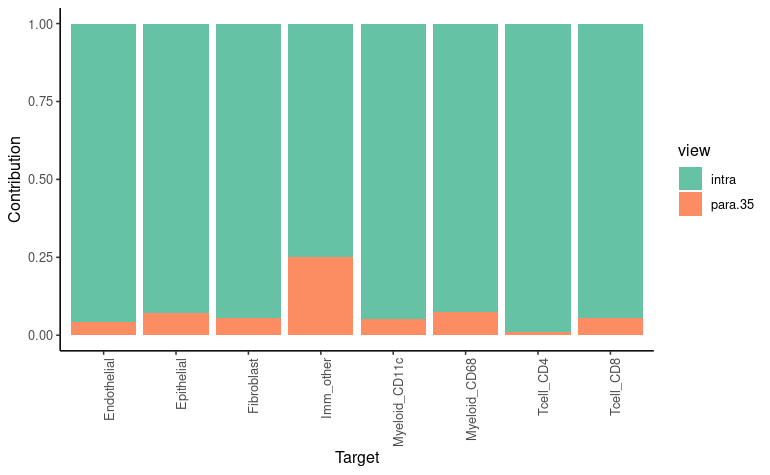 1.00
0.75
0.50
0.25
0.00
Contribution
Endothelial
Epithelial
Fibroblast
Imm_other
Myeloid_CD11c
Myeloid_CD68
Tcell_CD4
Tcell_CD8
Target
view
intra
para.35